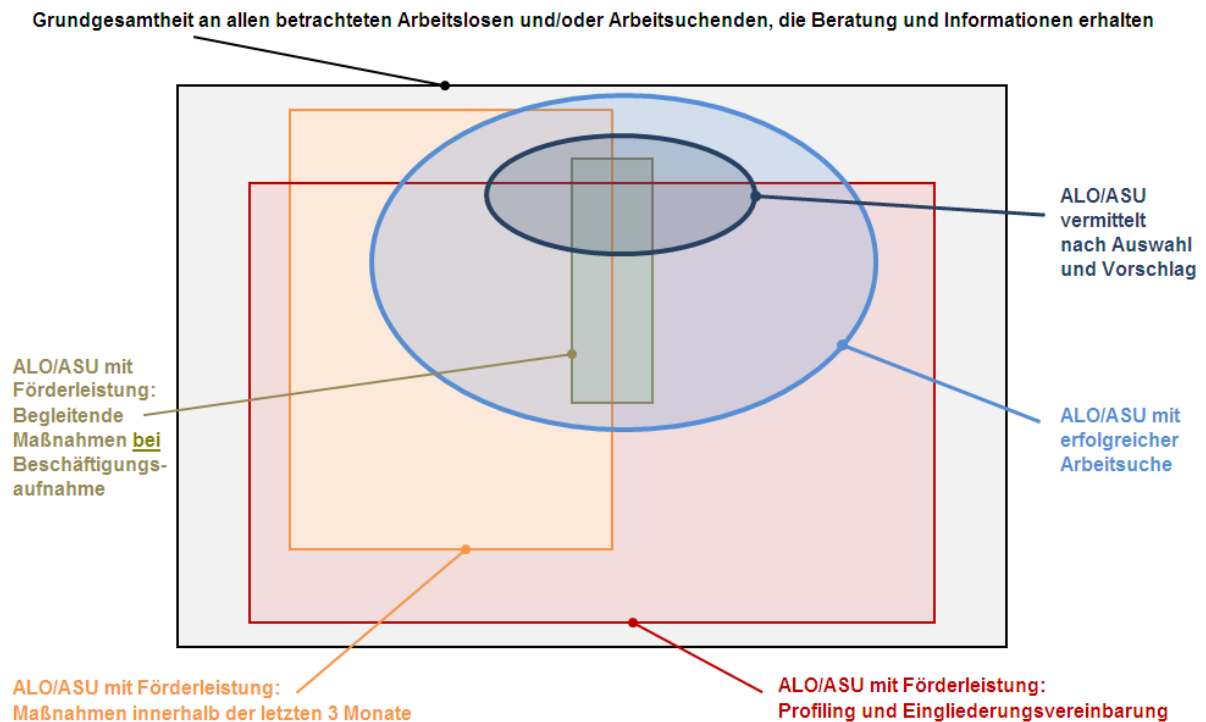 Grundgesamtheit an allen betrachteten Arbeitslosen und/oder Arbeitsuchenden, die Beratung und Informationen erhalten
ALO/ASU
vermittelt
nach Auswahl
und Vorschlag
ALO/ASU mit
Förderleistung:
Begleitende
Maßnahmen bei
Beschäftigungs-
aufnahme
ALO/ASU mit
erfolgreicher
Arbeitsuche
ALO/ASU mit Förderleistung:
Maßnahmen innerhalb der letzten 3 Monate
ALO/ASU mit Förderleistung:
Profiling und Eingliederungsvereinbarung